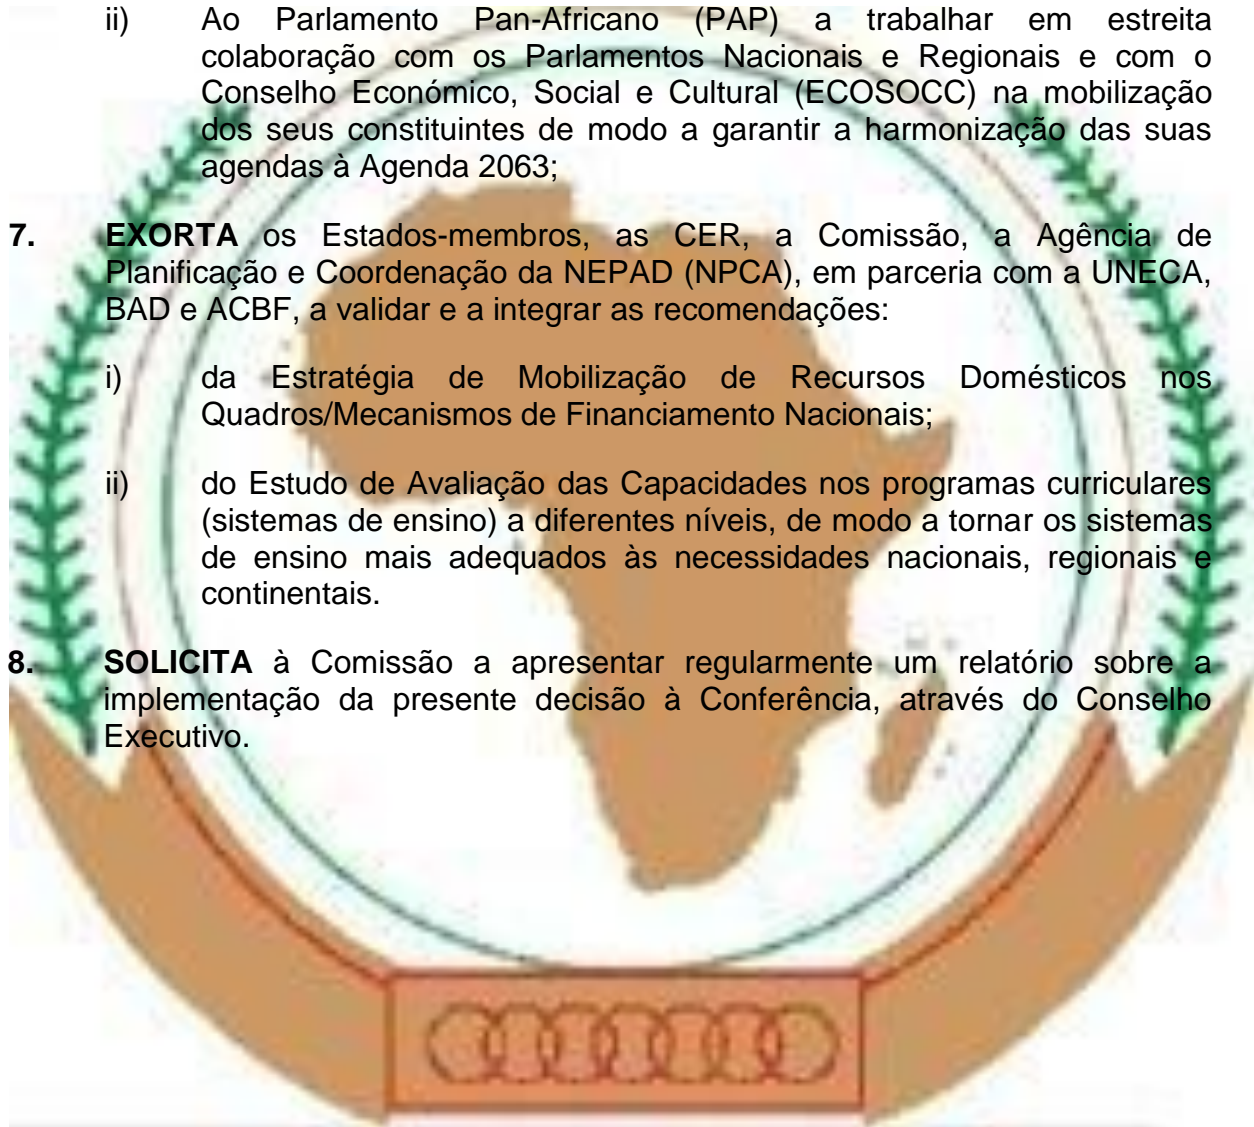 ii) Ao Parlamento Pan-Africano (PAP) a trabalhar em estreita
colaboração com os Parlamentos Nacionais e Regionais e com o
Conselho Económico, Social e Cultural (ECOSOCC) na mobilização
dos seus constituintes de modo a garantir a harmonização das suas
agendas à Agenda 2063;
7. EXORTA os Estados-membros, as CER, a Comissão, a Agência de
Planificação e Coordenação da NEPAD (NPCA), em parceria com a UNECA,
BAD e ACBF, a validar e a integrar as recomendações:
i) da Estratégia de Mobilização de Recursos Domésticos nos
Quadros/Mecanismos de Financiamento Nacionais;
ii) do Estudo de Avaliação das Capacidades nos programas curriculares
(sistemas de ensino) a diferentes níveis, de modo a tornar os sistemas
de ensino mais adequados às necessidades nacionais, regionais e
continentais.
8. SOLICITA à Comissão a apresentar regularmente um relatório sobre a
implementação da presente decisão à Conferência, através do Conselho
Executivo.